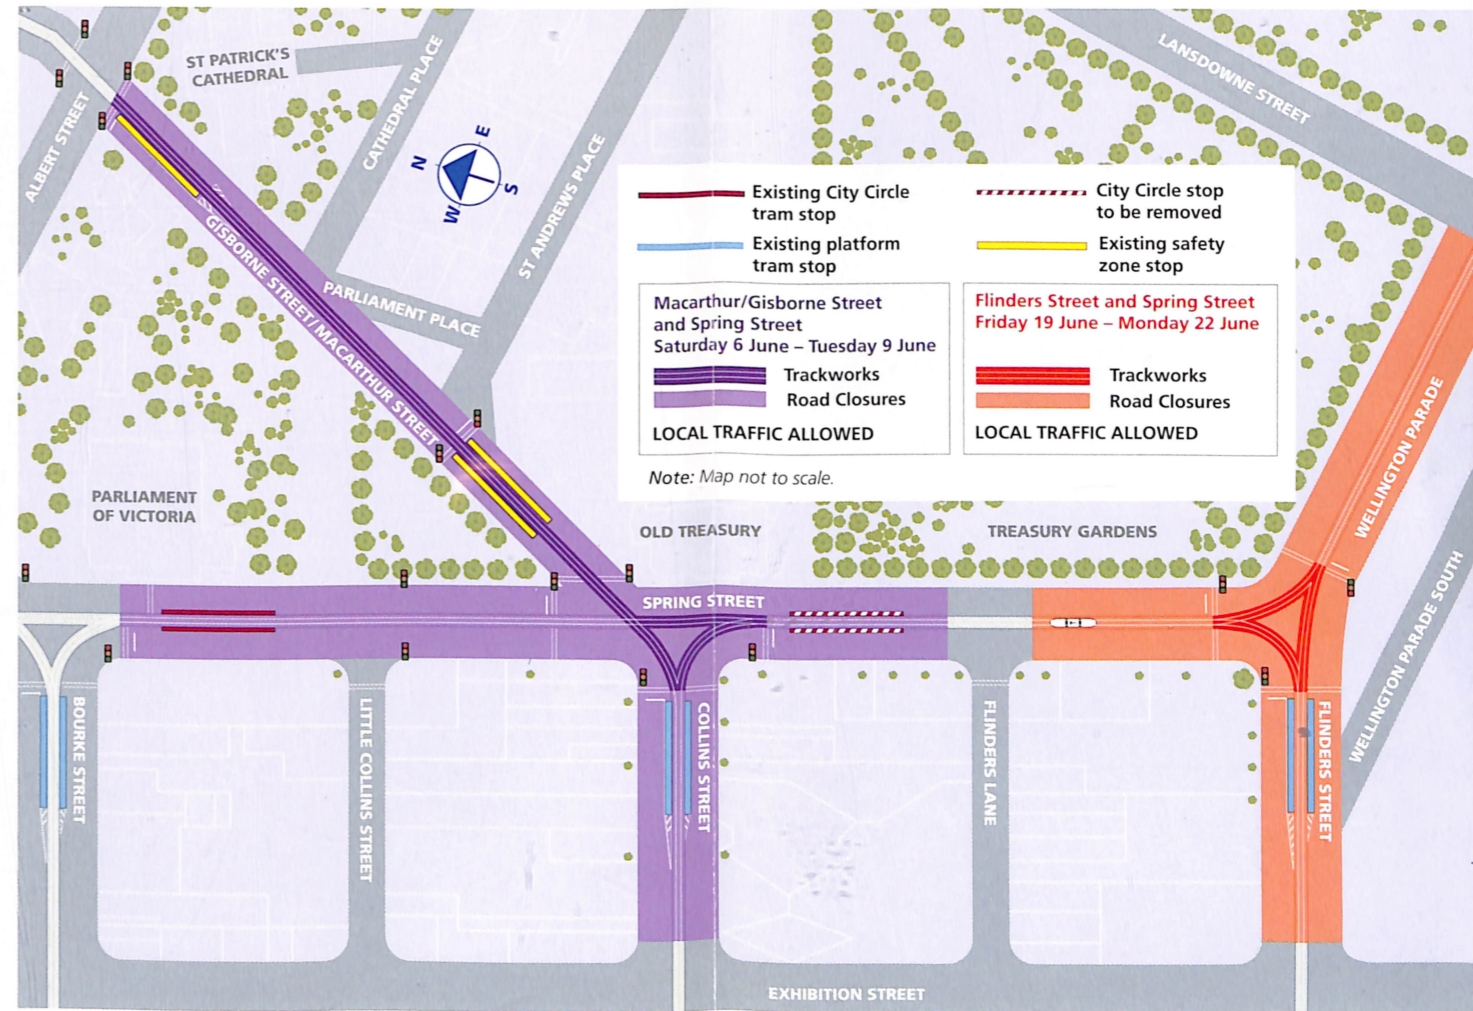 ST PATRICK'S
CATHEDRAL
CATHEDRAL PLACE
ALBERT STREET
ST ANDREWS PLACE
LANSDOWNE STREET
N
E
S
W
GISBORNE STREET/MACARTHUR STREET
PARLIAMENT PLACE
Existing City Circle
tram stop
City Circle stop
to be removed
Existing platform
tram stop
Existing safety
zone stop
Macarthur/Gisborne Street
and Spring Street
Saturday 6 June – Tuesday 9 June
Trackworks
Road Closures
LOCAL TRAFFIC ALLOWED
Flinders Street and Spring Street
Friday 19 June – Monday 22 June
Trackworks
Road Closures
LOCAL TRAFFIC ALLOWED
Note: Map not to scale.
WELLINGTON PARADE
PARLIAMENT
OF VICTORIA
OLD TREASURY
TREASURY GARDENS
SPRING STREET
WELLINGTON PARADE SOUTH
BOURKE STREET
LITTLE COLLINS STREET
COLLINS STREET
FLINDERS LANE
FLINDERS STREET
EXHIBITION STREET